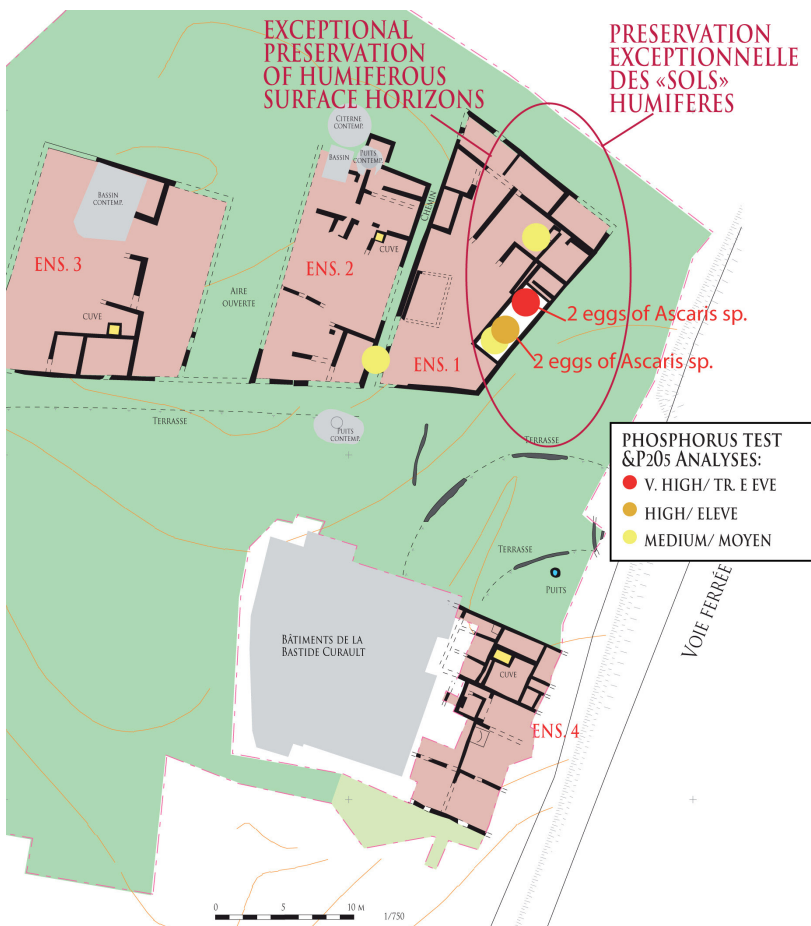 EXCEPTIONAL
PRESERVATION
OF HUMIFEROUS
SURFACE HORIZONS
PRESERVATION
EXCEPTIONNELLE
DES «SOLS»
HUMIFERES
CITERNE
CONTEMP.
BASSIN
PUITS
CONTEMP.
BASSIN
CONTEMP.
CHEMIN
ENS. 3
ENS. 2
CUVE
AIRE
OUVERTE
CUVE
2 eggs of Ascaris sp.
2 eggs of Ascaris sp.
ENS. 1
TERRASSE
PUITS
CONTEMP.
TERRASSE
PHOSPHORUS TEST
&P205 ANALYSES:
V. HIGH/ TR. E EVE
HIGH/ ELEVE
MEDIUM/ MOYEN
TERRASSE
PUITS
VOIE FERRÉE
BÂTIMENTS DE LA
BASTIDE CURAULT
CUVE
ENS. 4
0 5 10 M
1/750